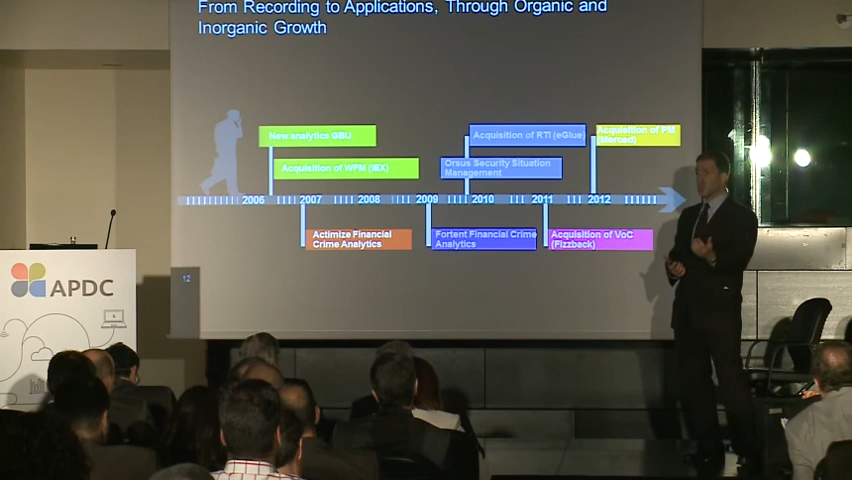 From Recording to Applications, Through Organic and
Inorganic Growth
New analytics GBU
Acquisition of RTI (eGlue)
Acquisition of PM
(Merced)
Acquisition of WFM (IEX)
Orsus Security Situation
Management
2006
2007
2008
2009
2010
2011
2012
Actimize Financial
Crime Analytics
Fortent Financial Crime
Analytics
Acquisition of VoC
(Fizzback)
12
APDC